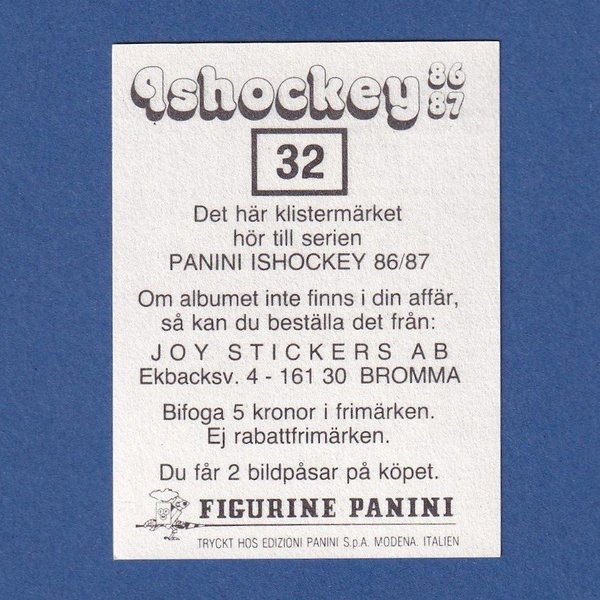 Ishockey 86
87
32
Det här klistermärket
hör till serien
PANINI ISHOCKEY 86/87
Om albumet inte finns i din affär,
så kan du beställa det från:
JOY STICKERS AB
Ekbacksv. 4 - 161 30 BROMMA
Bifoga 5 kronor i frimärken.
Ej rabattfrimärken.
Du får 2 bildpåsar på köpet.
FIGURINE PANINI
TRYCKT HOS EDIZIONI PANINI S.p.A. MODENA. ITALIEN